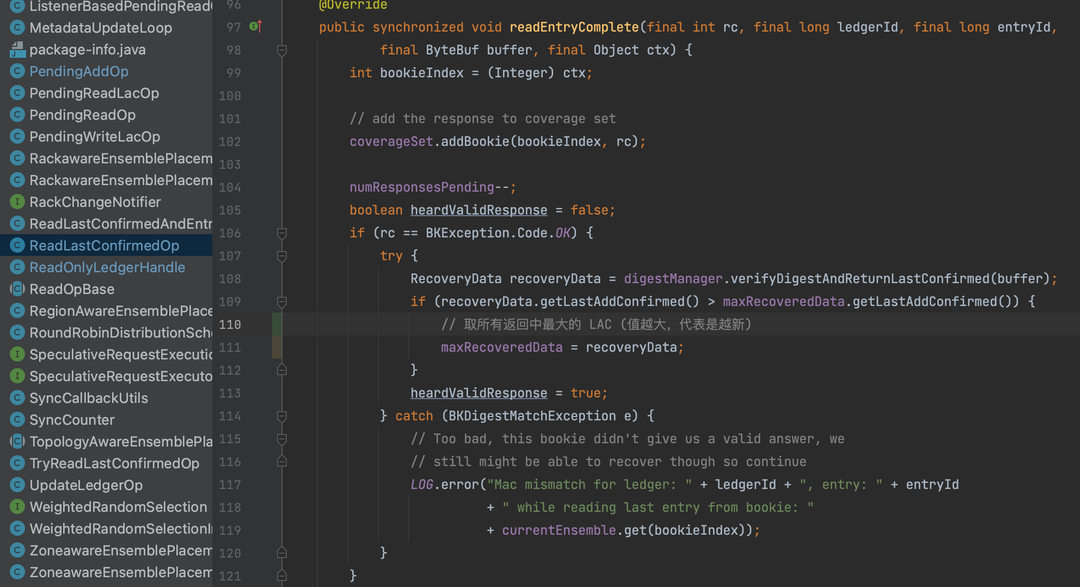 ListenerBasedPendingRead
MetadataUpdateLoop
package-info.java
PendingAddOp
PendingReadLacOp
PendingReadOp
PendingWriteLacOp
RackawareEnsemblePlacem
RackawareEnsemblePlacem
RackChangeNotifier
ReadLastConfirmedAndEntr
ReadLastConfirmedOp
ReadOnlyLedgerHandle
ReadOpBase
RegionAwareEnsemblePlace
RoundRobinDistributionSch
SpeculativeRequestExecutio
SpeculativeRequestExecuto
SyncCallbackUtils
SyncCounter
TopologyAwareEnsemblePla
TryReadLastConfirmedOp
UpdateLedgerOp
WeightedRandomSelection
WeightedRandomSelectionI
ZoneawareEnsemblePlacem
ZoneawareEnsemblePlacem
96 @Override
97 public synchronized void readEntryComplete(final int rc, final long ledgerId, final long entryId,
98 final ByteBuf buffer, final Object ctx) {
99 int bookieIndex = (Integer) ctx;
100
101 // add the response to coverage set
102 coverageSet.addBookie(bookieIndex, rc);
103
104 numResponsesPending--;
105 boolean heardValidResponse = false;
106 if (rc == BKException.Code.OK) {
107 try {
108 RecoveryData recoveryData = digestManager.verifyDigestAndReturnLastConfirmed(buffer);
109 if (recoveryData.getLastAddConfirmed() > maxRecoveredData.getLastAddConfirmed()) {
110 // 取所有返回中最大的 LAC（值越大，代表是越新）
111 maxRecoveredData = recoveryData;
112 }
113 heardValidResponse = true;
114 } catch (BKDigestMatchException e) {
115 // Too bad, this bookie didn't give us a valid answer, we
116 // still might be able to recover though so continue
117 LOG.error("Mac mismatch for ledger: " + ledgerId + ", entry: " + entryId
118 + " while reading last entry from bookie: "
119 + currentEnsemble.get(bookieIndex));
120 }
121 }